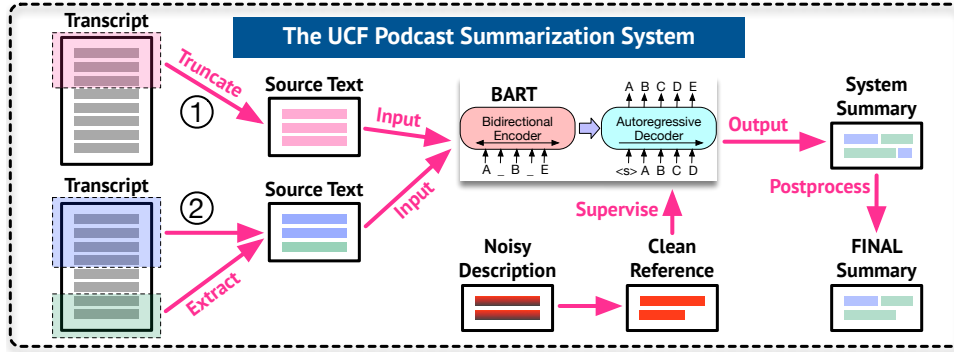 The UCF Podcast Summarization System
Transcript
Truncate
①
Source Text
Input
Transcript
②
Extract
Source Text
Input
BART
Bidirectional
Encoder
A _ B _ E
A B C D E
Autoregressive
Decoder
<s> A B C D
Supervise
Noisy
Description
Clean
Reference
Output
System
Summary
Postprocess
FINAL
Summary